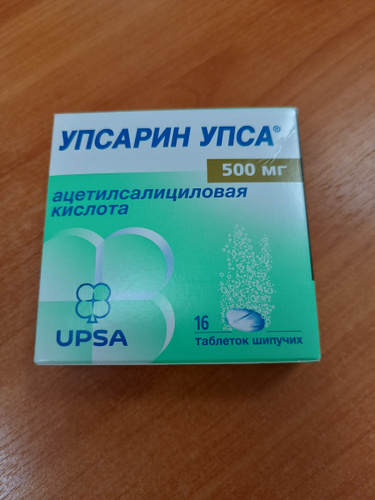 УПСАРИН УПСА®
500 мг
ацетилсалициловая
кислота
UPSA
16
таблеток шипучих